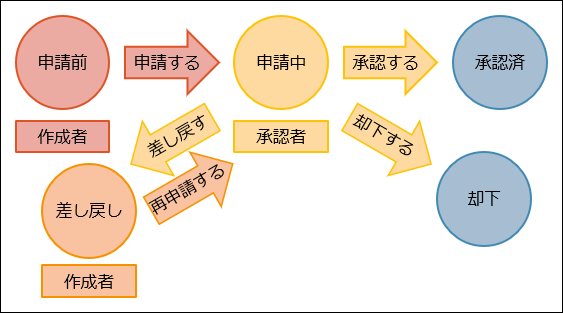 申請前
申請する
申請中
承認する
承認済
作成者
差し戻す
承認者
却下する
差し戻し
再申請する
却下
作成者